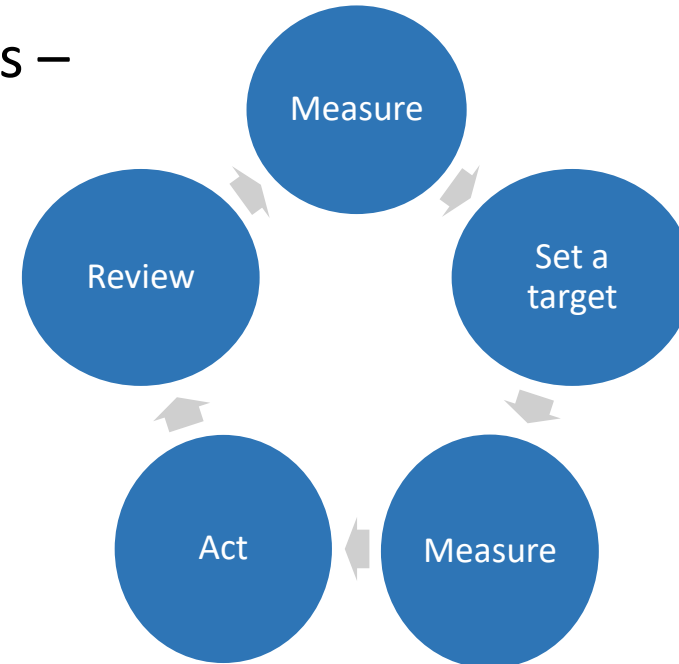 s –
Measure
Set a
target
Measure
Act
Review